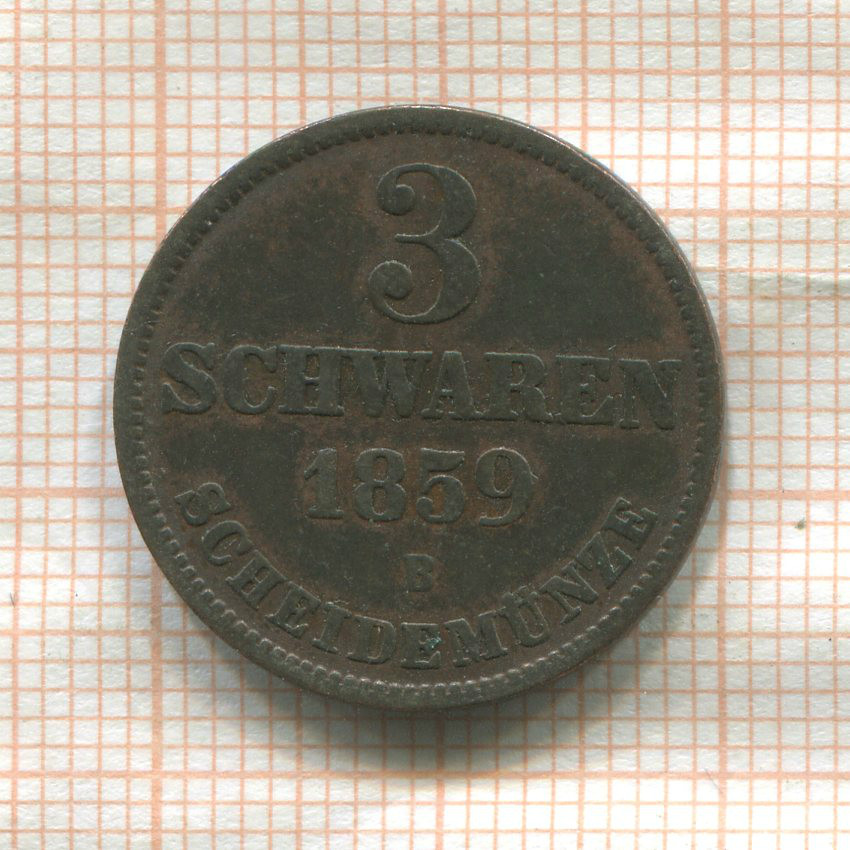 3
SCHWAREN
1859
B
SCHEIDEMÜNZE